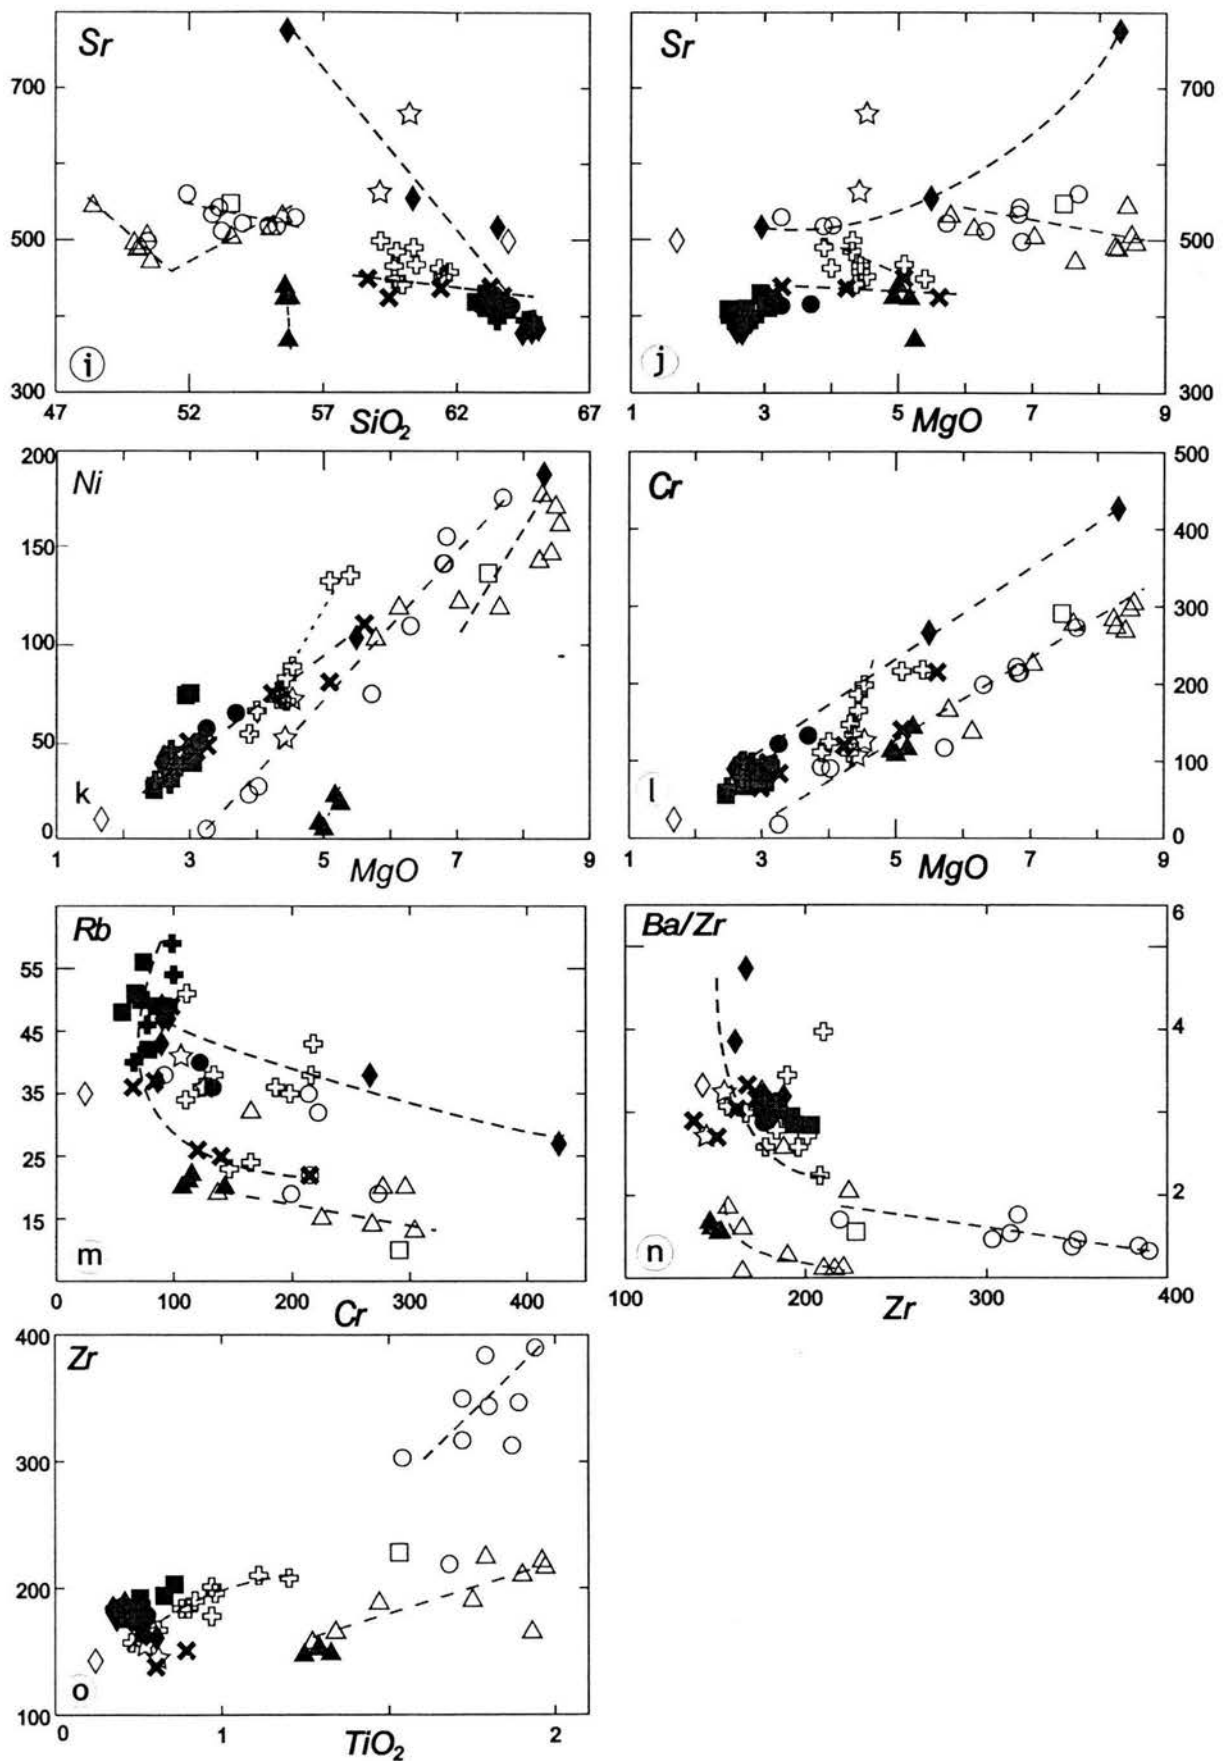 Sr
700
500
300
i
47 52 57 62 67
SiO2
Sr
700
500
300
j
1 3 5 7 9
MgO
Ni
200
150
100
50
0
k
1 3 5 7 9
MgO
Cr
500
400
300
200
100
0
l
1 3 5 7 9
MgO
Rb
55
45
35
25
15
m
0 100 200 300 400
Cr
Ba/Zr
6
4
2
n
100 200 300 400
Zr
Zr
400
300
200
100
o
0 1 2
TiO2